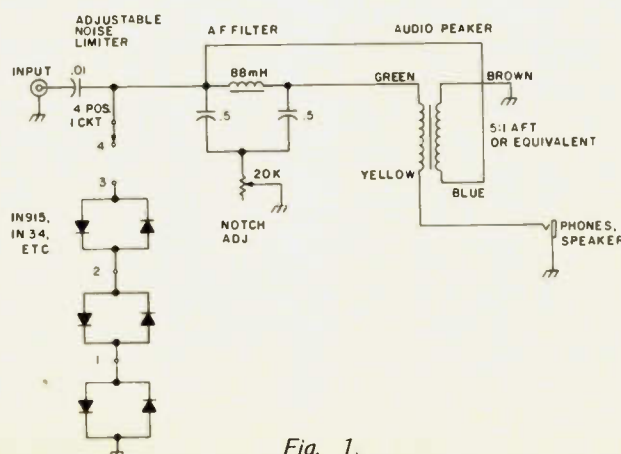 ADJUSTABLE
NOISE
LIMITER
AF FILTER
AUDIO PEAKER
INPUT
.01
4 POS.
1 CKT
4
3
2
1
IN915,
IN34,
ETC
88mH
.5
.5
20K
NOTCH
ADJ
GREEN
BROWN
5:1 AFT
OR EQUIVALENT
YELLOW
BLUE
PHONES,
SPEAKER
Fig. 1.